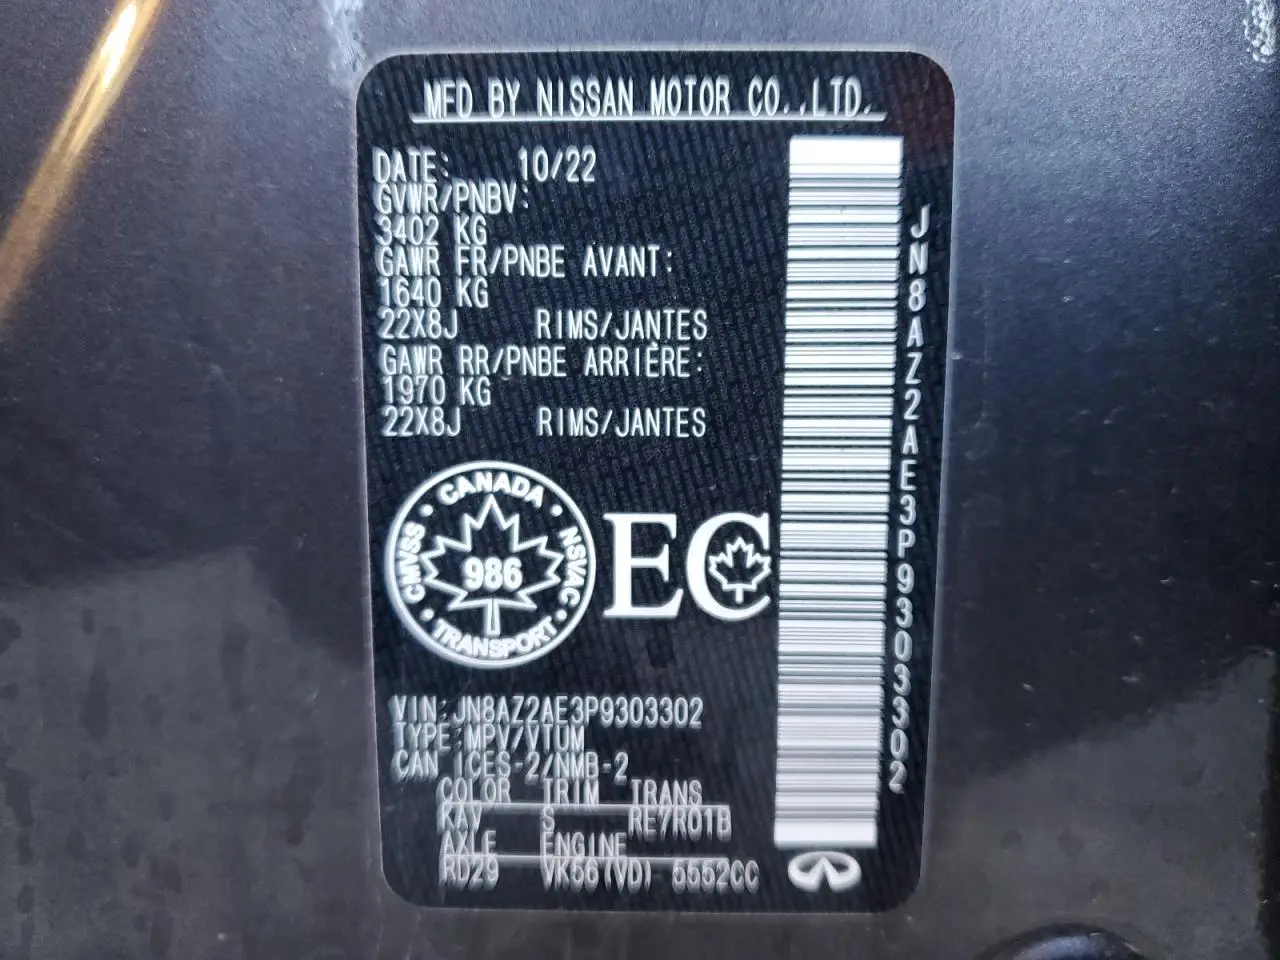 MFD BY NISSAN MOTOR CO.,LTD.
DATE: 10/22
GVWR/PNBV:
3402 KG
GAWR FR/PNBE AVANT:
1640 KG
22X8J RIMS/JANTES
GAWR RR/PNBE ARRIÈRE:
1970 KG
22X8J RIMS/JANTES
CANADA
CMVSS 986 NSVAC
TRANSPORT
EC
VIN:JN8AZ2AE3P9303302
TYPE:MPV/VTUM
CAN ICES-2/NMB-2
COLOR TRIM TRANS
KAV S RE7R01B
AXLE ENGINE
RD29 VK56(VD) 5552CC
JN8AZ2AE3P9303302